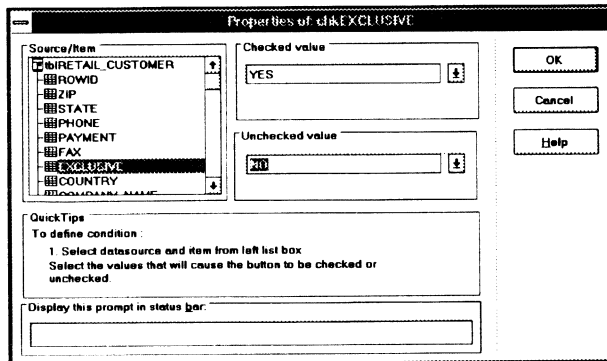 Properties of: chkEXCLUSIVE
Source/Item
tblRETAIL_CUSTOMER
ROWID
ZIP
STATE
PHONE
PAYMENT
FAX
EXCLUSIVE
COUNTRY
COMPANY_NAME
Checked value
YES
Unchecked value
NO
OK
Cancel
Help
QuickTips
To define condition :
1. Select datasource and item from left list box
Select the values that will cause the button to be checked or
unchecked.
Display this prompt in status bar: